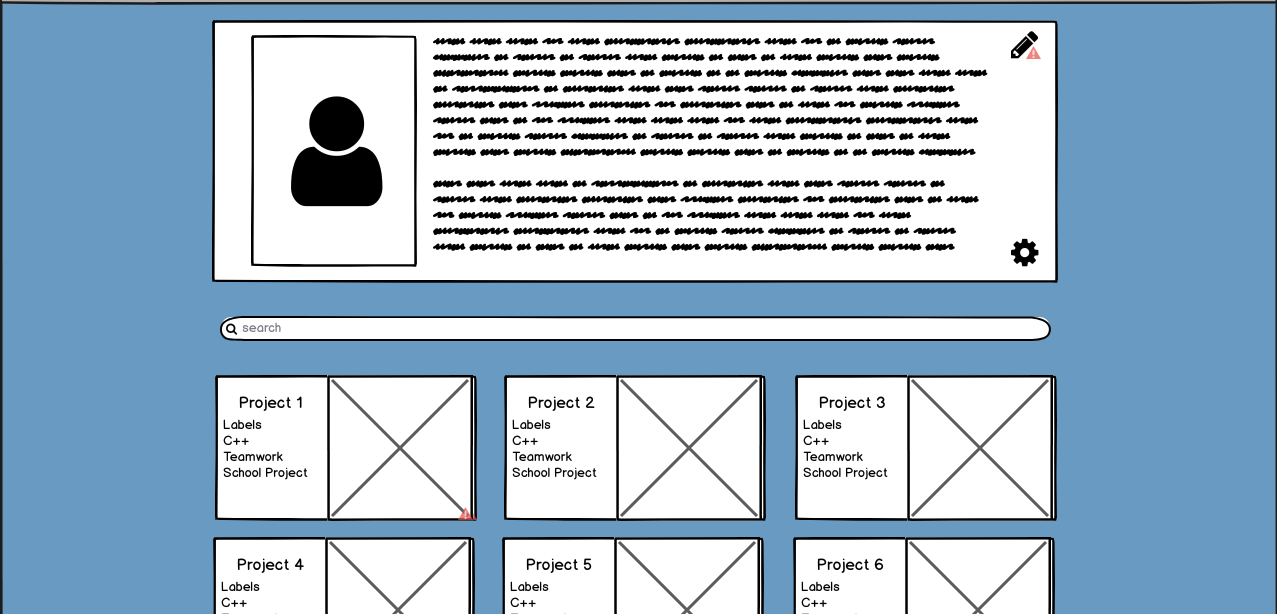 search
Project 1
Labels
C++
Teamwork
School Project
Project 2
Labels
C++
Teamwork
School Project
Project 3
Labels
C++
Teamwork
School Project
Project 4
Labels
C++
Project 5
Labels
C++
Project 6
Labels
C++